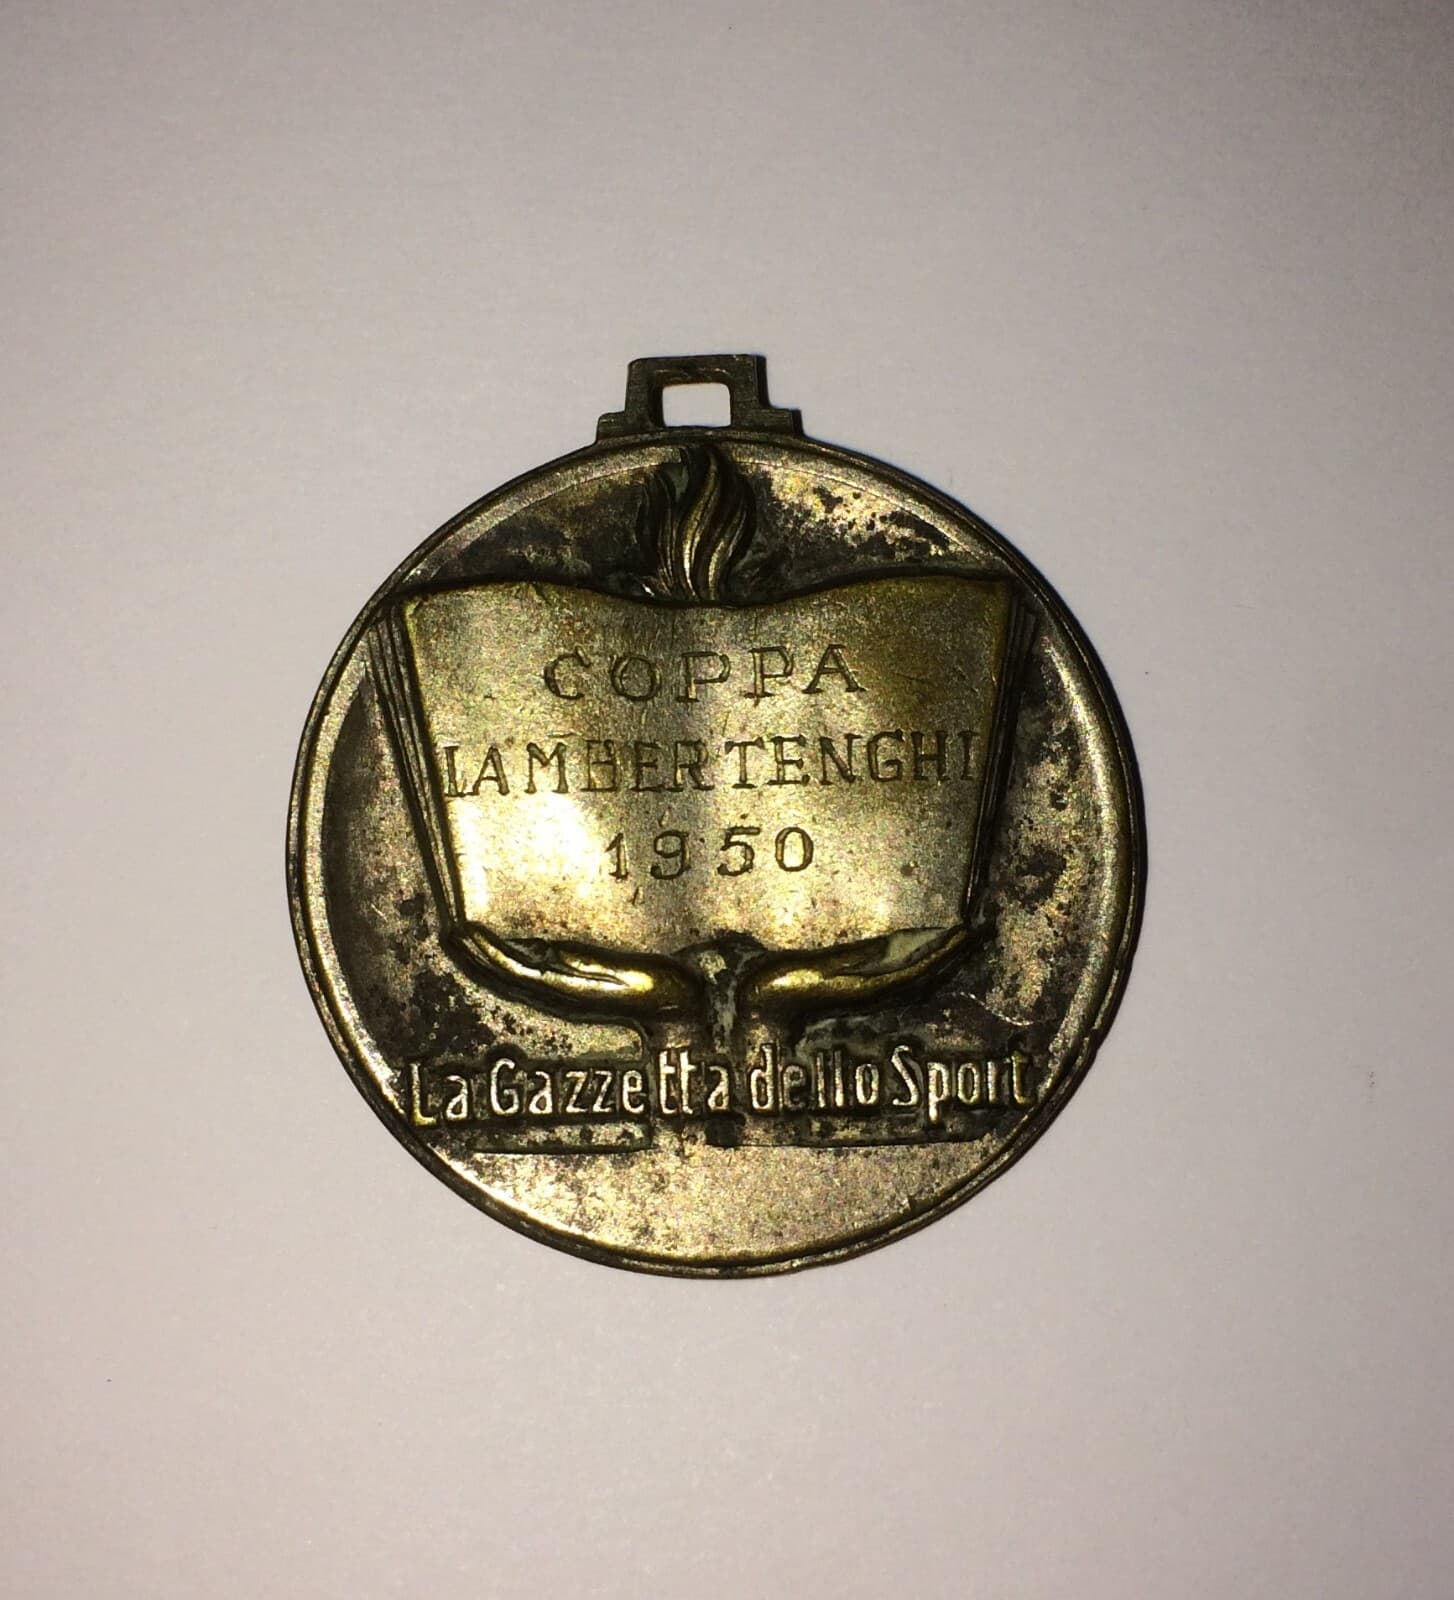 COPPA
LAMBERTENGHI
1950
La Gazzetta dello Sport